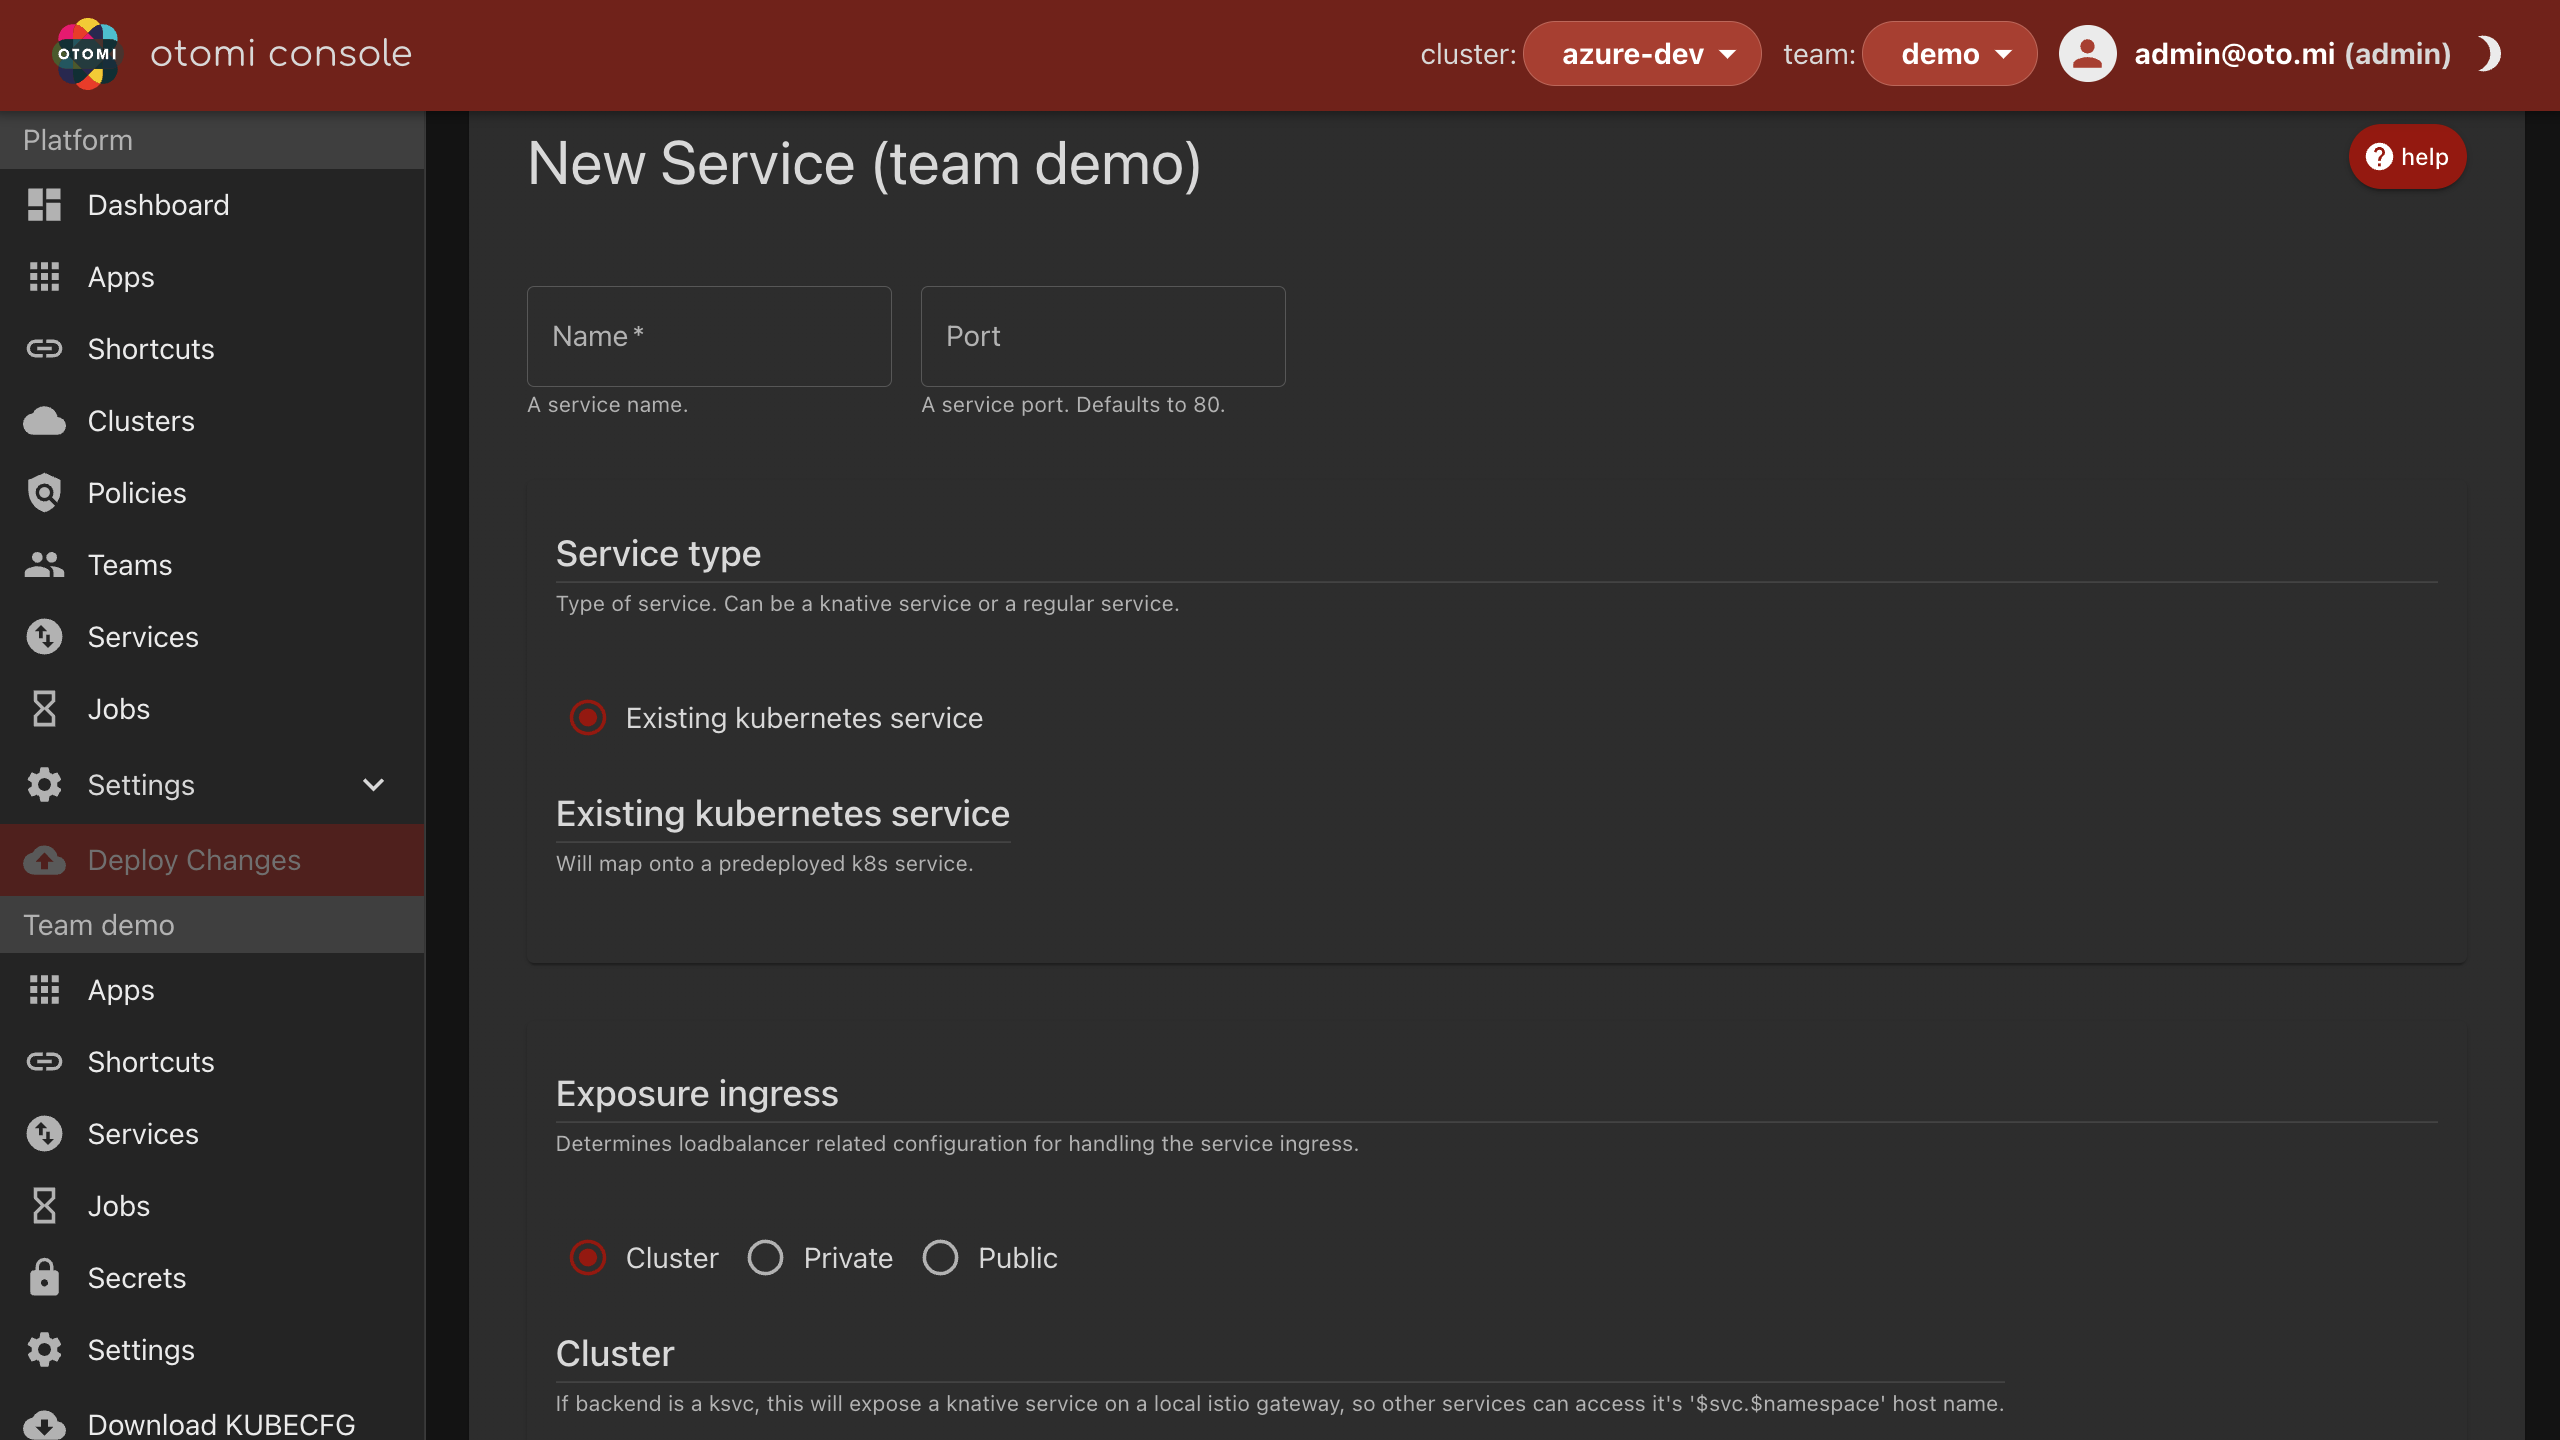 OTOMI
otomi console
cluster: azure-dev team: demo admin@oto.mi (admin)
Platform
Dashboard
Apps
Shortcuts
Clusters
Policies
Teams
Services
Jobs
Settings
Deploy Changes
Team demo
Apps
Shortcuts
Services
Jobs
Secrets
Settings
Download KUBECFG
New Service (team demo)
? help
Name *
A service name.
Port
A service port. Defaults to 80.
Service type
Type of service. Can be a knative service or a regular service.
Existing kubernetes service
Existing kubernetes service
Will map onto a predeployed k8s service.
Exposure ingress
Determines loadbalancer related configuration for handling the service ingress.
Cluster Private Public
Cluster
If backend is a ksvc, this will expose a knative service on a local istio gateway, so other services can access it's '$svc.$namespace' host name.